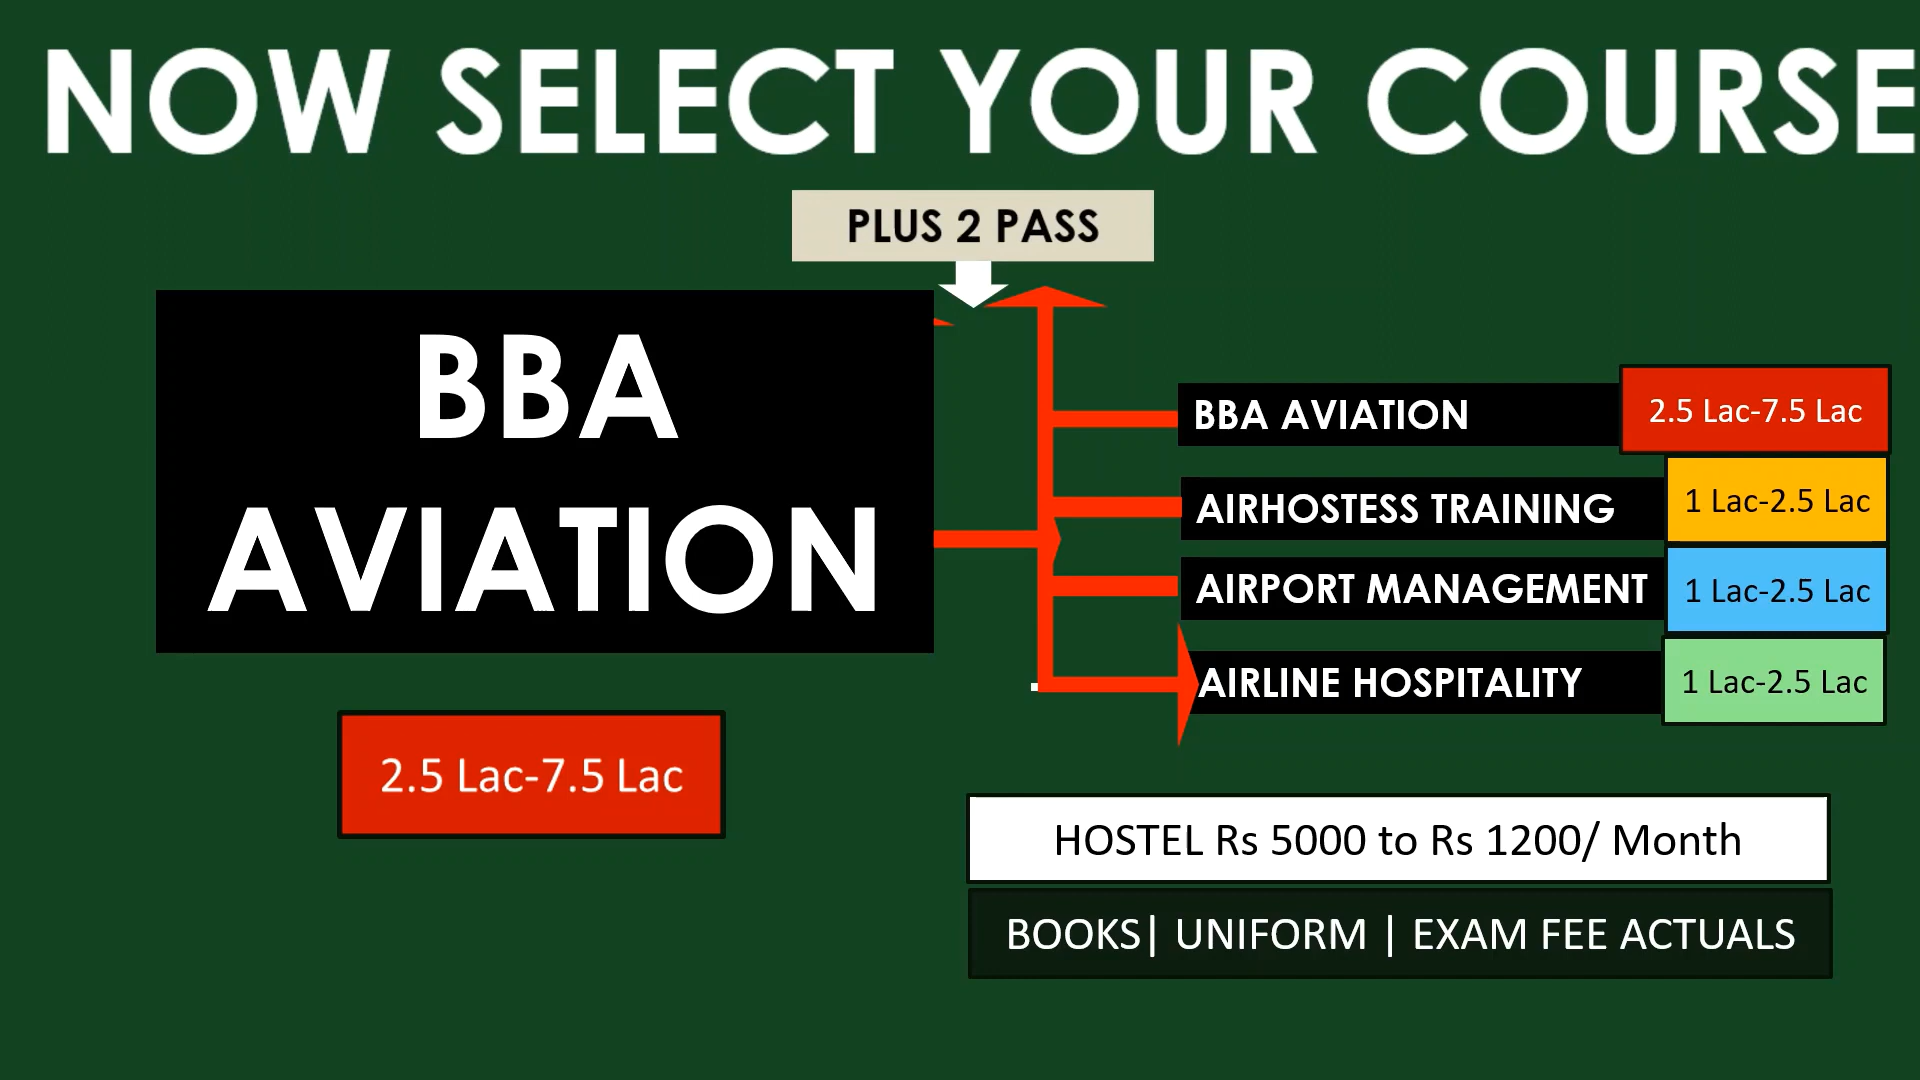 NOW SELECT YOUR COURSE
PLUS 2 PASS
BBA
AVIATION
2.5 Lac-7.5 Lac
BBA AVIATION
2.5 Lac-7.5 Lac
AIRHOSTESS TRAINING
1 Lac-2.5 Lac
AIRPORT MANAGEMENT
1 Lac-2.5 Lac
AIRLINE HOSPITALITY
1 Lac-2.5 Lac
HOSTEL Rs 5000 to Rs 1200/ Month
BOOKS| UNIFORM | EXAM FEE ACTUALS